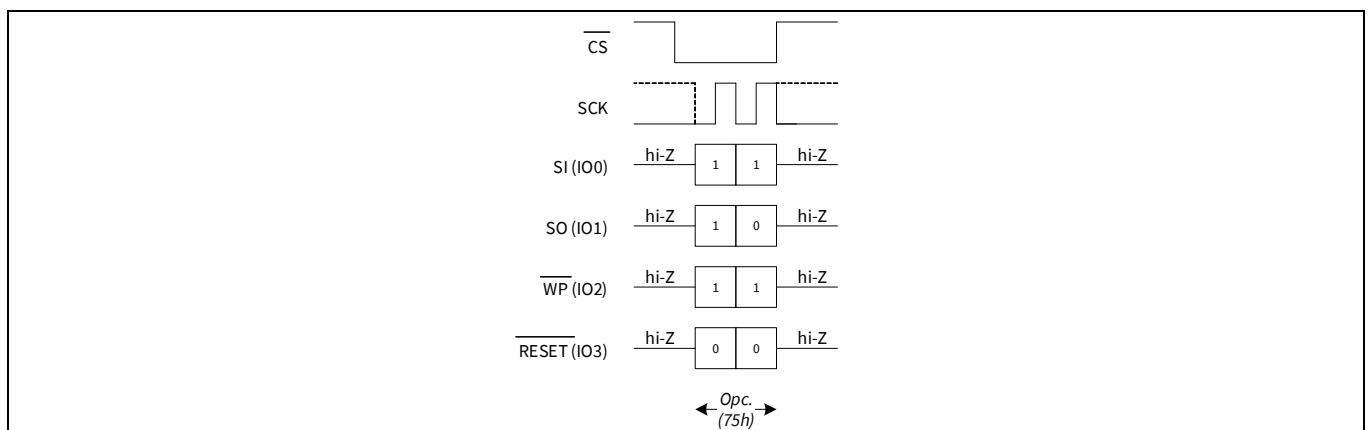 CS
SCK
hi-Z 1 1 hi-Z
SI (IO0)
hi-Z 1 0 hi-Z
SO (IO1)
hi-Z 1 1 hi-Z
WP (IO2)
hi-Z 0 0 hi-Z
RESET (IO3)
Opc.
(75h)